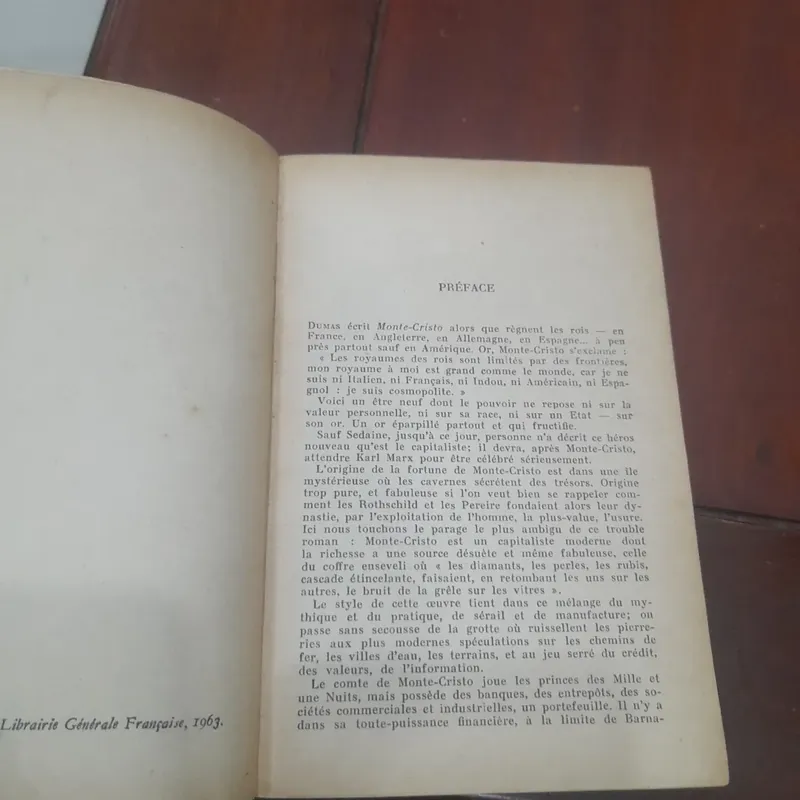 Librairie Générale Française, 1963.
PRÉFACE
DUMAS écrit Monte-Cristo alors que règnent les rois — en
France, en Angleterre, en Allemagne, en Espagne... à peu
près partout sauf en Amérique. Or, Monte-Cristo s'exclame :
« Les royaumes des rois sont limités par des frontières,
mon royaume à moi est grand comme le monde, car je ne
suis ni Italien, ni Français, ni Indou, ni Américain, ni Espa-
gnol : je suis cosmopolite. »
Voici un être neuf dont le pouvoir ne repose ni sur la
valeur personnelle, ni sur sa race, ni sur un Etat — sur
son or. Un or éparpillé partout et qui fructifie.
Sauf Sedaine, jusqu'à ce jour, personne n'a décrit ce héros
nouveau qu'est le capitaliste; il devra, après Monte-Cristo,
attendre Karl Marx pour être célébré sérieusement.
L'origine de la fortune de Monte-Cristo est dans une île
mystérieuse où les cavernes sécrètent des trésors. Origine
trop pure, et fabuleuse si l'on veut bien se rappeler com-
ment les Rothschild et les Pereire fondaient alors leur dy-
nastie, par l'exploitation de l'homme, la plus-value, l'usure.
Ici nous touchons le parage le plus ambigu de ce trouble
roman : Monte-Cristo est un capitaliste moderne dont
la richesse a une source désuète et même fabuleuse, celle
du coffre enseveli où « les diamants, les perles, les rubis,
cascade étincelante, faisaient, en retombant les uns sur les
autres, le bruit de la grêle sur les vitres ».
Le style de cette œuvre tient dans ce mélange du my-
thique et du pratique, de sérail et de manufacture; on
passe sans secousse de la grotte où ruissellent les pierre-
ries aux plus modernes spéculations sur les chemins de
fer, les villes d'eau, les terrains, et au jeu serré du crédit,
des valeurs, de l'information.
Le comte de Monte-Cristo joue les princes des Mille et
une Nuits, mais possède des banques, des entrepôts, des so-
ciétés commerciales et industrielles, un portefeuille. Il n'y a
dans sa toute-puissance financière, à la limite de Barna-